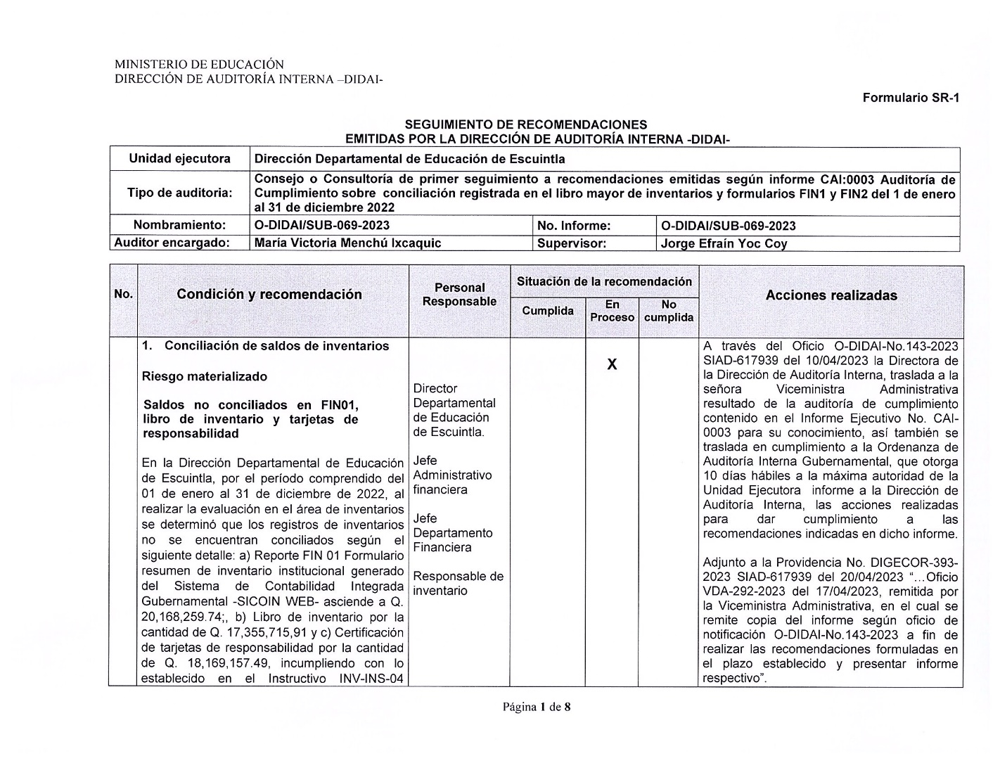 MINISTERIO DE EDUCACIÓN
DIRECCIÓN DE AUDITORÍA INTERNA –DIDAI-
Formulario SR-1
SEGUIMIENTO DE RECOMENDACIONES
EMITIDAS POR LA DIRECCIÓN DE AUDITORÍA INTERNA -DIDAI-
Unidad ejecutora
Dirección Departamental de Educación de Escuintla
Tipo de auditoria:
Consejo o Consultoría de primer seguimiento a recomendaciones emitidas según informe CAI:0003 Auditoría de
Cumplimiento sobre conciliación registrada en el libro mayor de inventarios y formularios FIN1 y FIN2 del 1 de enero
al 31 de diciembre 2022
Nombramiento:
O-DIDAI/SUB-069-2023
No. Informe:
O-DIDAI/SUB-069-2023
Auditor encargado:
María Victoria Menchú Ixcaquic
Supervisor:
Jorge Efraín Yoc Coy
No.
Condición y recomendación
Personal
Responsable
Situación de la recomendación
Cumplida
En
Proceso
No
cumplida
Acciones realizadas
1. Conciliación de saldos de inventarios
Riesgo materializado
Saldos no conciliados en FIN01,
libro de inventario y tarjetas de
responsabilidad
En la Dirección Departamental de Educación
de Escuintla, por el período comprendido del
01 de enero al 31 de diciembre de 2022, al
realizar la evaluación en el área de inventarios
se determinó que los registros de inventarios
no se encuentran conciliados según el
siguiente detalle: a) Reporte FIN 01 Formulario
resumen de inventario institucional generado
del Sistema de Contabilidad Integrada
Gubernamental -SICOIN WEB- asciende a Q.
20,168,259.74;, b) Libro de inventario por la
cantidad de Q. 17,355,715,91 y c) Certificación
de tarjetas de responsabilidad por la cantidad
de Q. 18,169,157.49, incumpliendo con lo
establecido en el Instructivo INV-INS-04
Director
Departamental
de Educación
de Escuintla.
Jefe
Administrativo
financiera
Jefe
Departamento
Financiera
Responsable de
inventario
X
A través del Oficio O-DIDAI-No.143-2023
SIAD-617939 del 10/04/2023 la Directora de
la Dirección de Auditoría Interna, traslada a la
señora Viceministra Administrativa
resultado de la auditoría de cumplimiento
contenido en el Informe Ejecutivo No. CAI-
0003 para su conocimiento, así también se
traslada en cumplimiento a la Ordenanza de
Auditoría Interna Gubernamental, que otorga
10 días hábiles a la máxima autoridad de la
Unidad Ejecutora informe a la Dirección de
Auditoría Interna, las acciones realizadas
para dar cumplimiento a las
recomendaciones indicadas en dicho informe.
Adjunto a la Providencia No. DIGECOR-393-
2023 SIAD-617939 del 20/04/2023 “...Oficio
VDA-292-2023 del 17/04/2023, remitida por
la Viceministra Administrativa, en el cual se
remite copia del informe según oficio de
notificación O-DIDAI-No.143-2023 a fin de
realizar las recomendaciones formuladas en
el plazo establecido y presentar informe
respectivo”.
Página 1 de 8